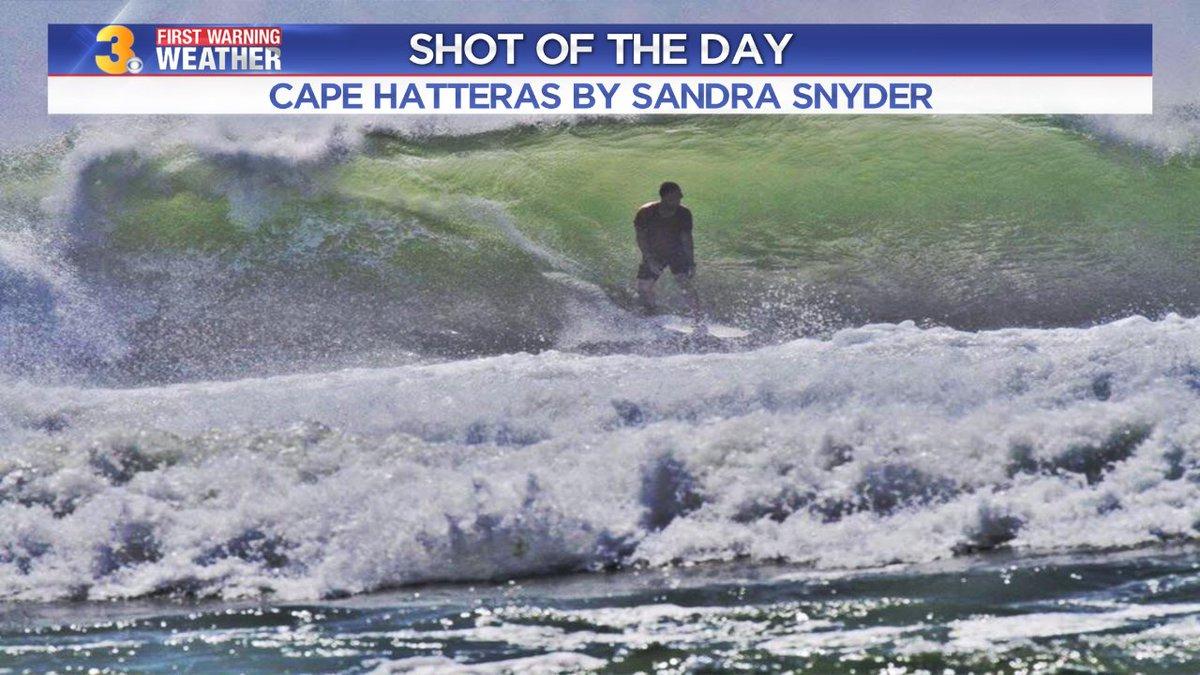 3
FIRST WARNING
WEATHER
SHOT OF THE DAY
CAPE HATTERAS BY SANDRA SNYDER